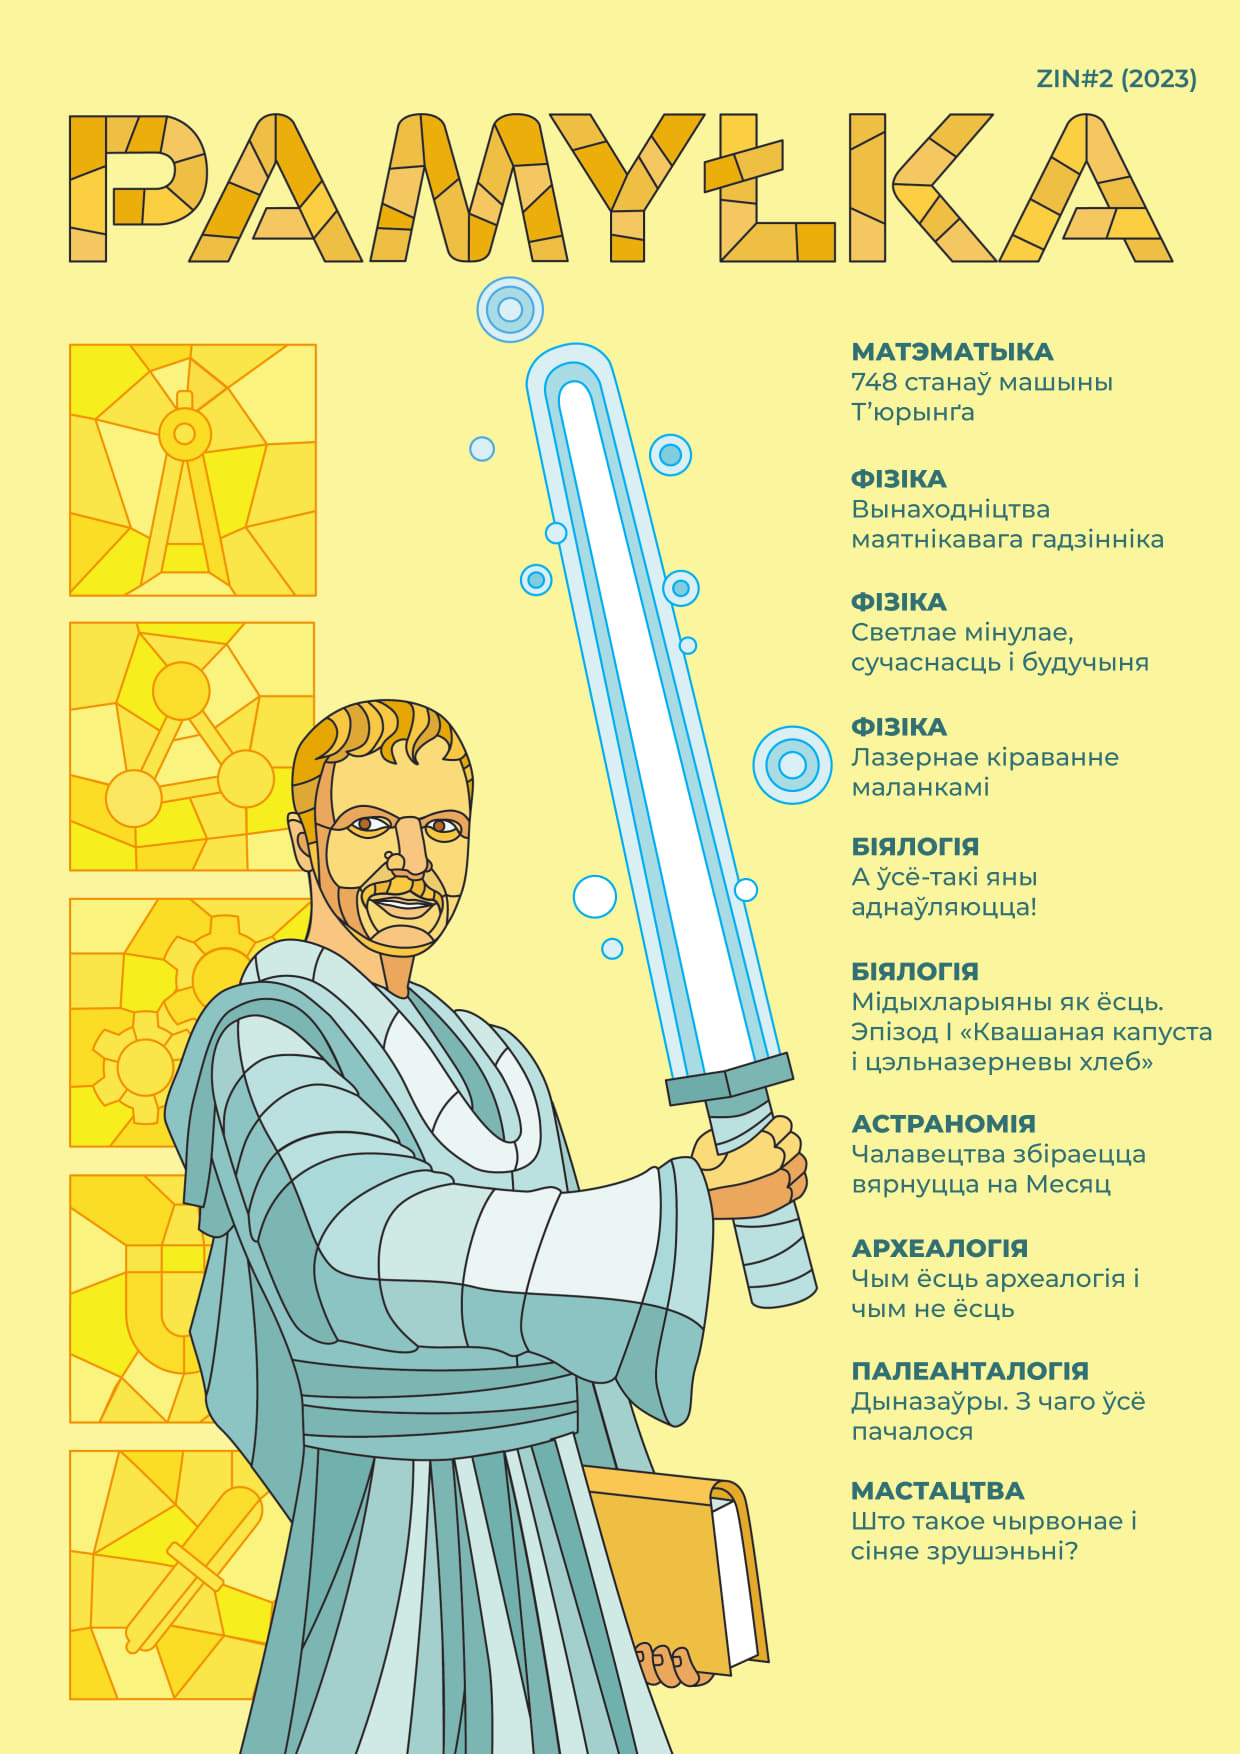 ZIN#2 (2023)
PAMYŁKA
МАТЭМАТЫКА
748 станаў машыны
Т’юрынґа
ФІЗІКА
Вынаходніцтва
маятнікавага гадзінніка
ФІЗІКА
Светлае мінулае,
сучаснасць і будучыня
ФІЗІКА
Лазернае кіраванне
маланкамі
БІЯЛОГІЯ
А ўсё-такі яны
аднаўляюцца!
БІЯЛОГІЯ
Мідыхларыяны як ёсць.
Эпізод I «Квашаная капуста
і цэльназерневы хлеб»
АСТРАНОМІЯ
Чалавецтва збіраецца
вярнуцца на Месяц
АРХЕАЛОГІЯ
Чым ёсць археалогія і
чым не ёсць
ПАЛЕАНТАЛОГІЯ
Дыназаўры. З чаго ўсё
пачалося
МАСТАЦТВА
Што такое чырвонае і
сіняе зрушэньні?